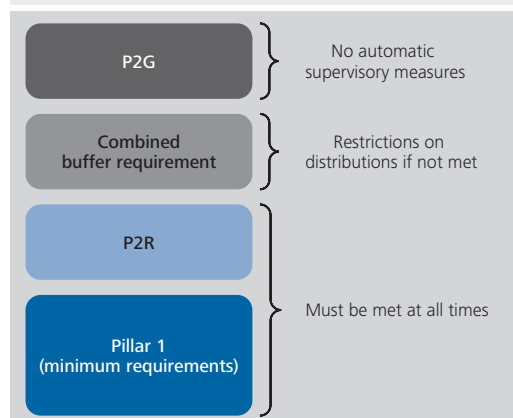 P2G
No automatic
supervisory measures
Combined
buffer requirement
Restrictions on
distributions if not met
P2R
Must be met at all times
Pillar 1
(minimum requirements)